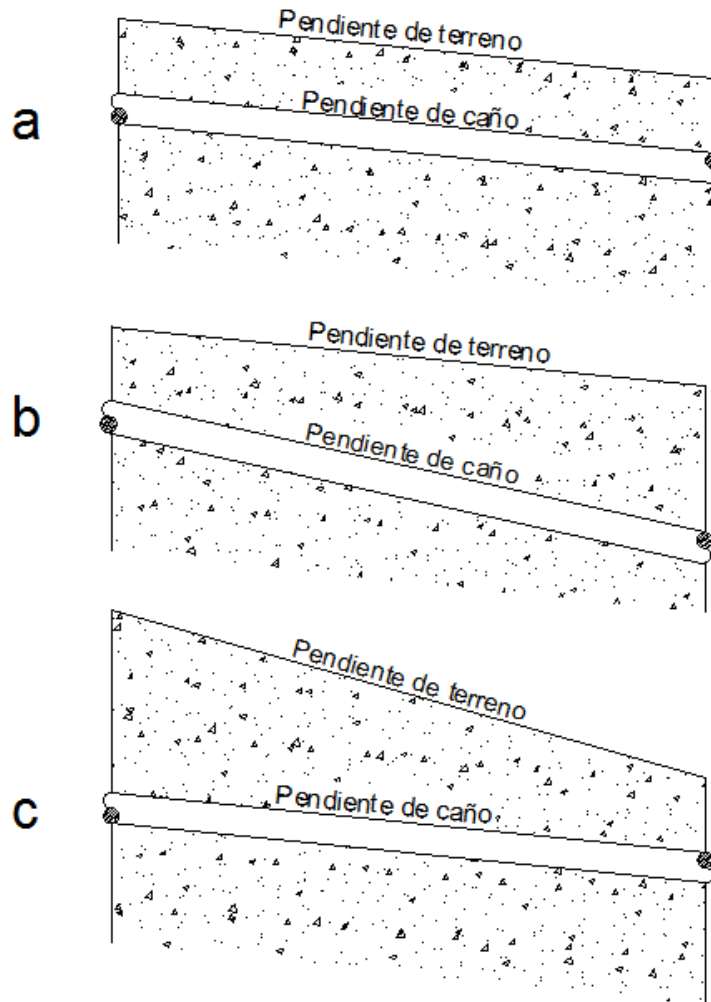 Pendiente de terreno
a
Pendiente de caño
Pendiente de terreno
b
Pendiente de caño
Pendiente de terreno
c
Pendiente de caño